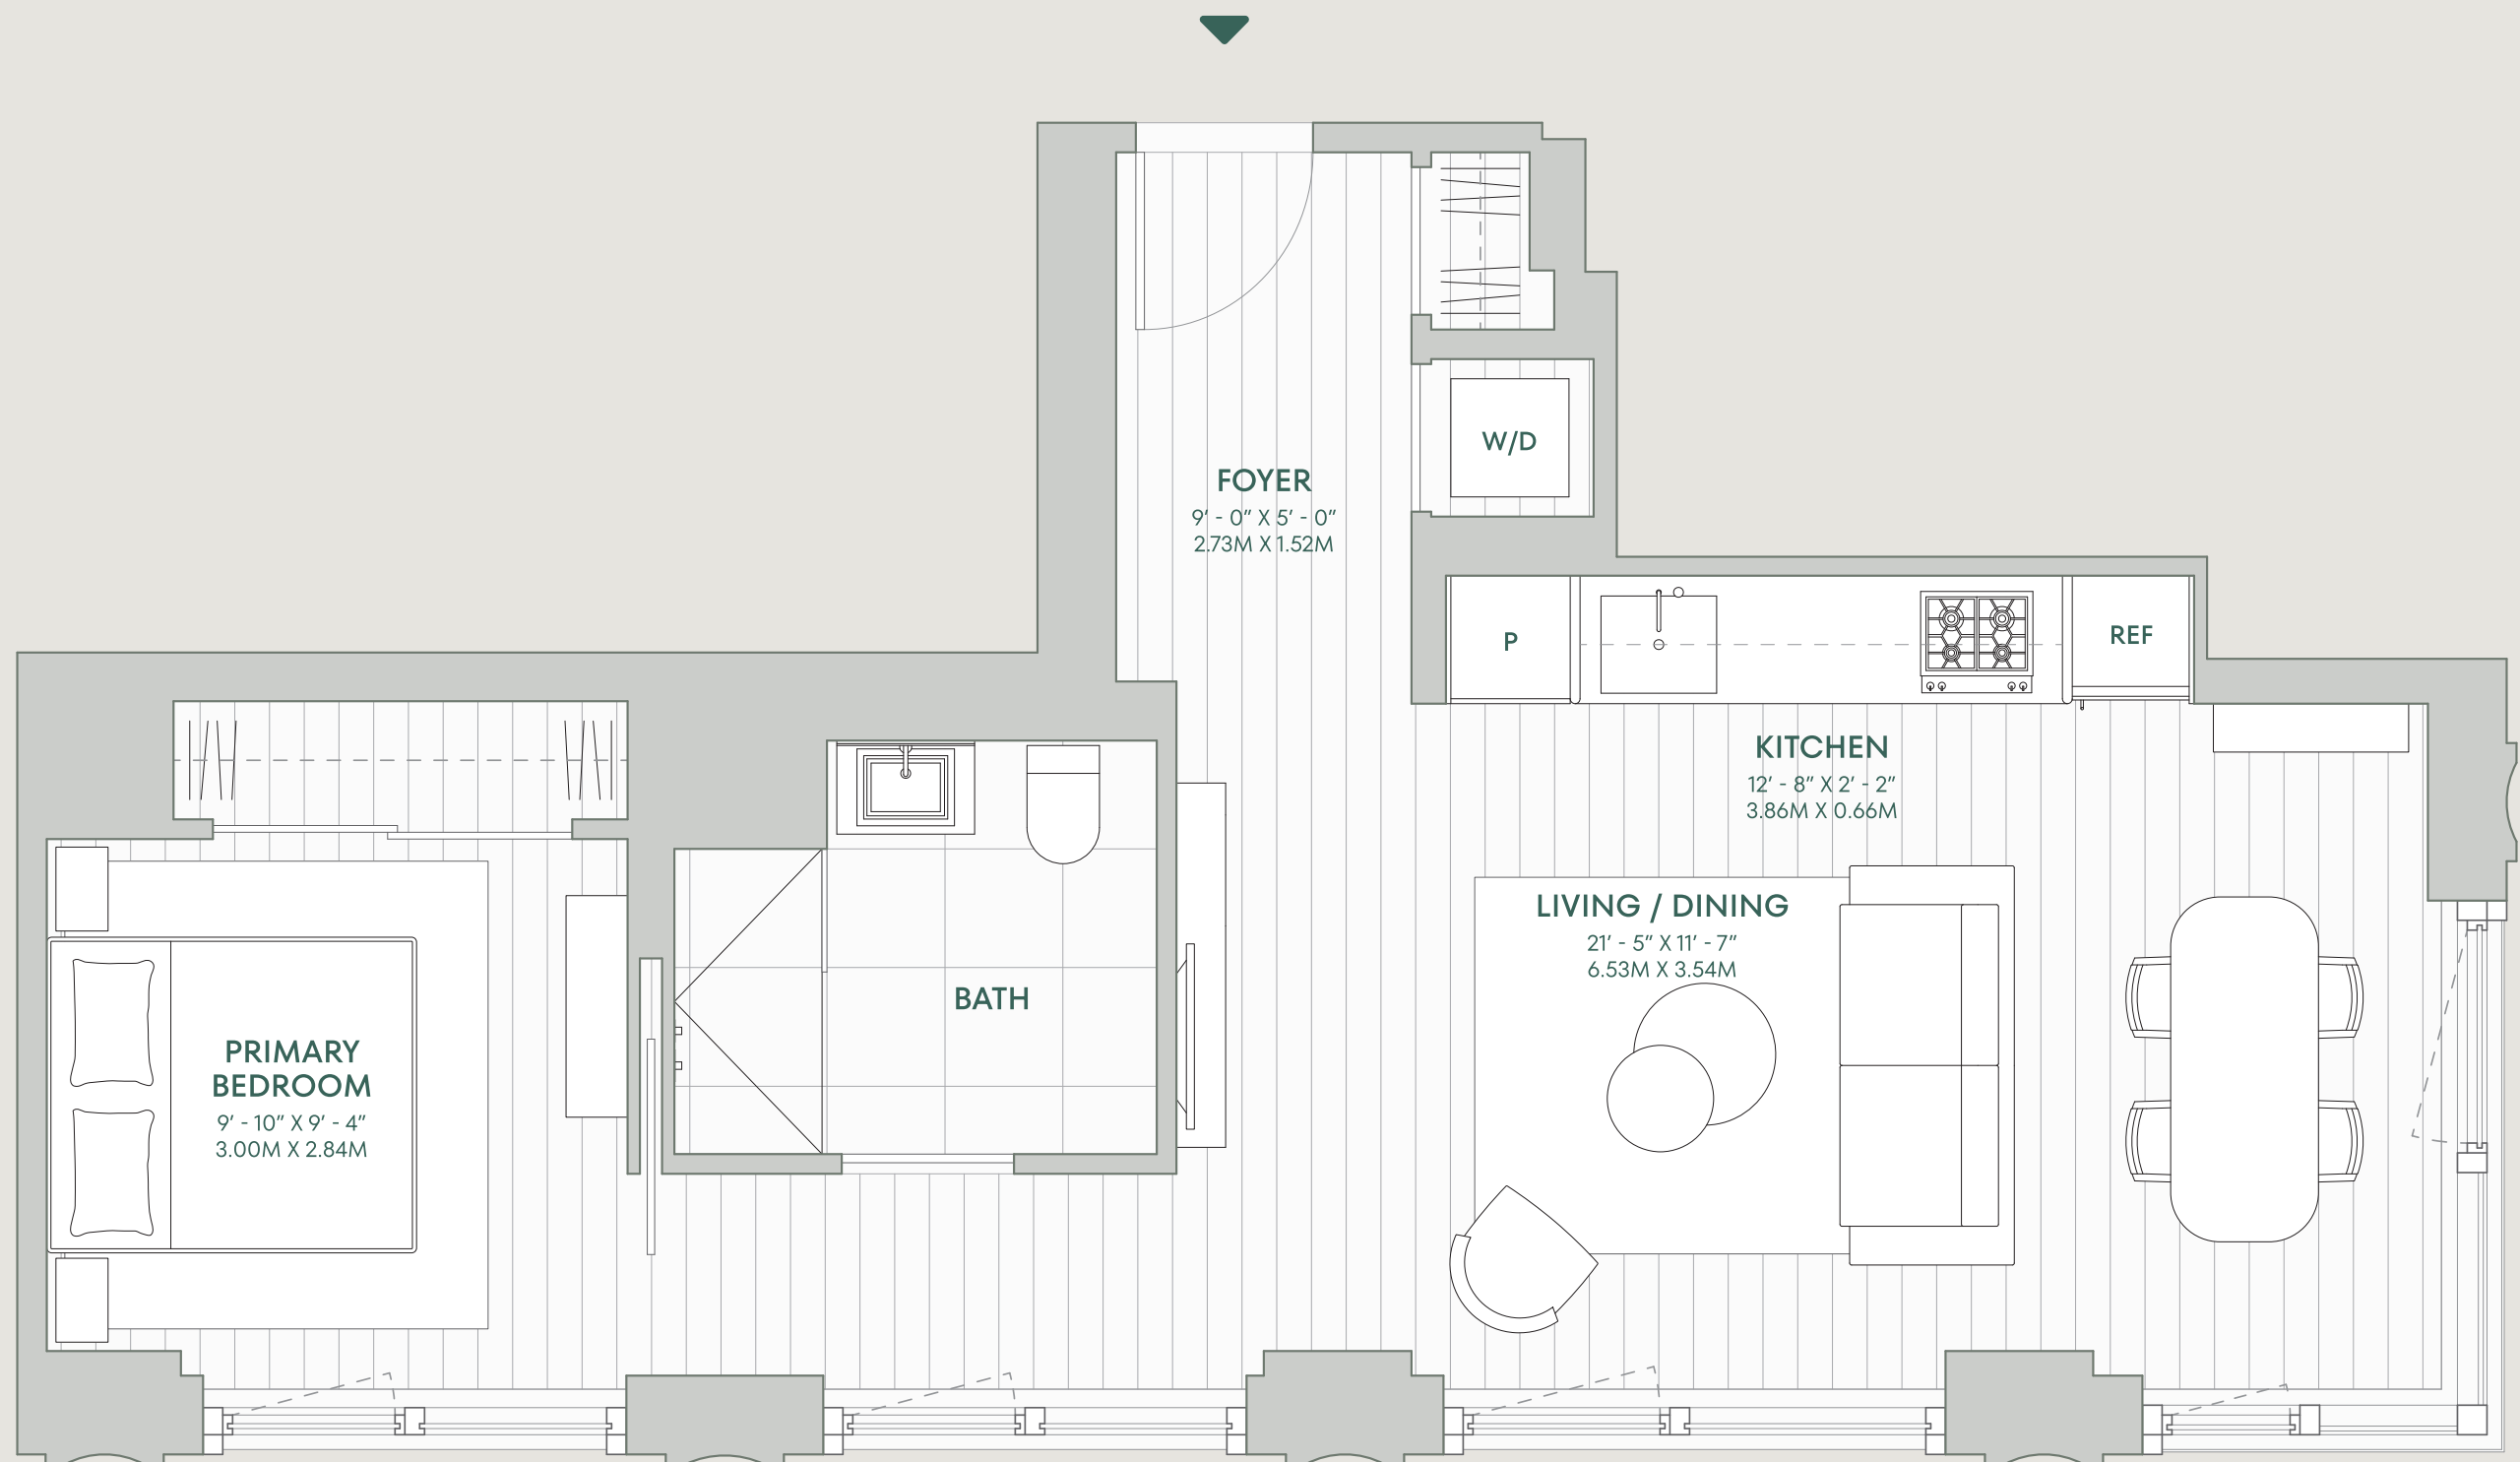 W/D
FOYER
9’ - 0” X 5’ - 0”
2.73M X 1.52M
P
REF
KITCHEN
12’ - 8” X 2’ - 2”
3.86M X 0.66M
LIVING / DINING
21’ - 5” X 11’ - 7”
6.53M X 3.54M
BATH
PRIMARY
BEDROOM
9’ - 10” X 9’ - 4”
3.00M X 2.84M